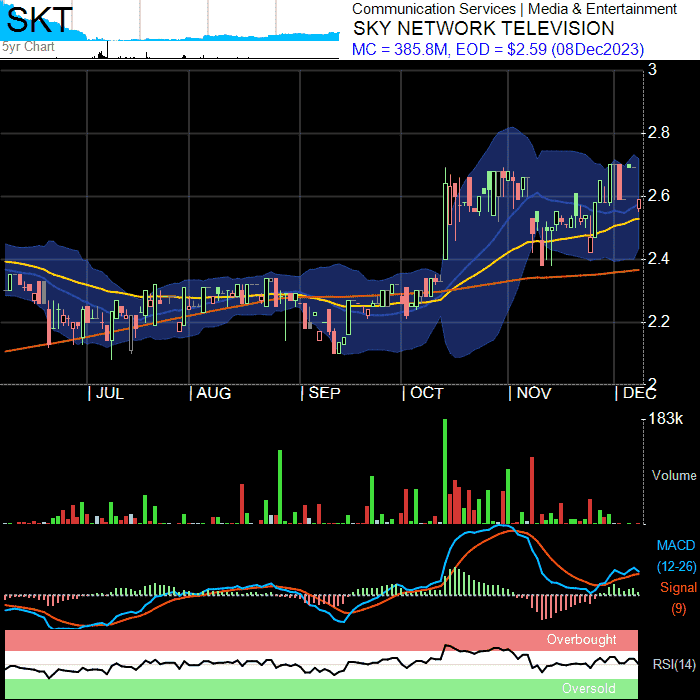 SKT
5yr Chart
Communication Services | Media & Entertainment
SKY NETWORK TELEVISION
MC = 385.8M, EOD = $2.59 (08Dec2023)
3
2.8
2.6
2.4
2.2
2
| JUL | AUG | SEP | OCT | NOV | DEC
183k
Volume
MACD
(12-26)
Signal
(9)
Overbought
RSI(14)
Oversold